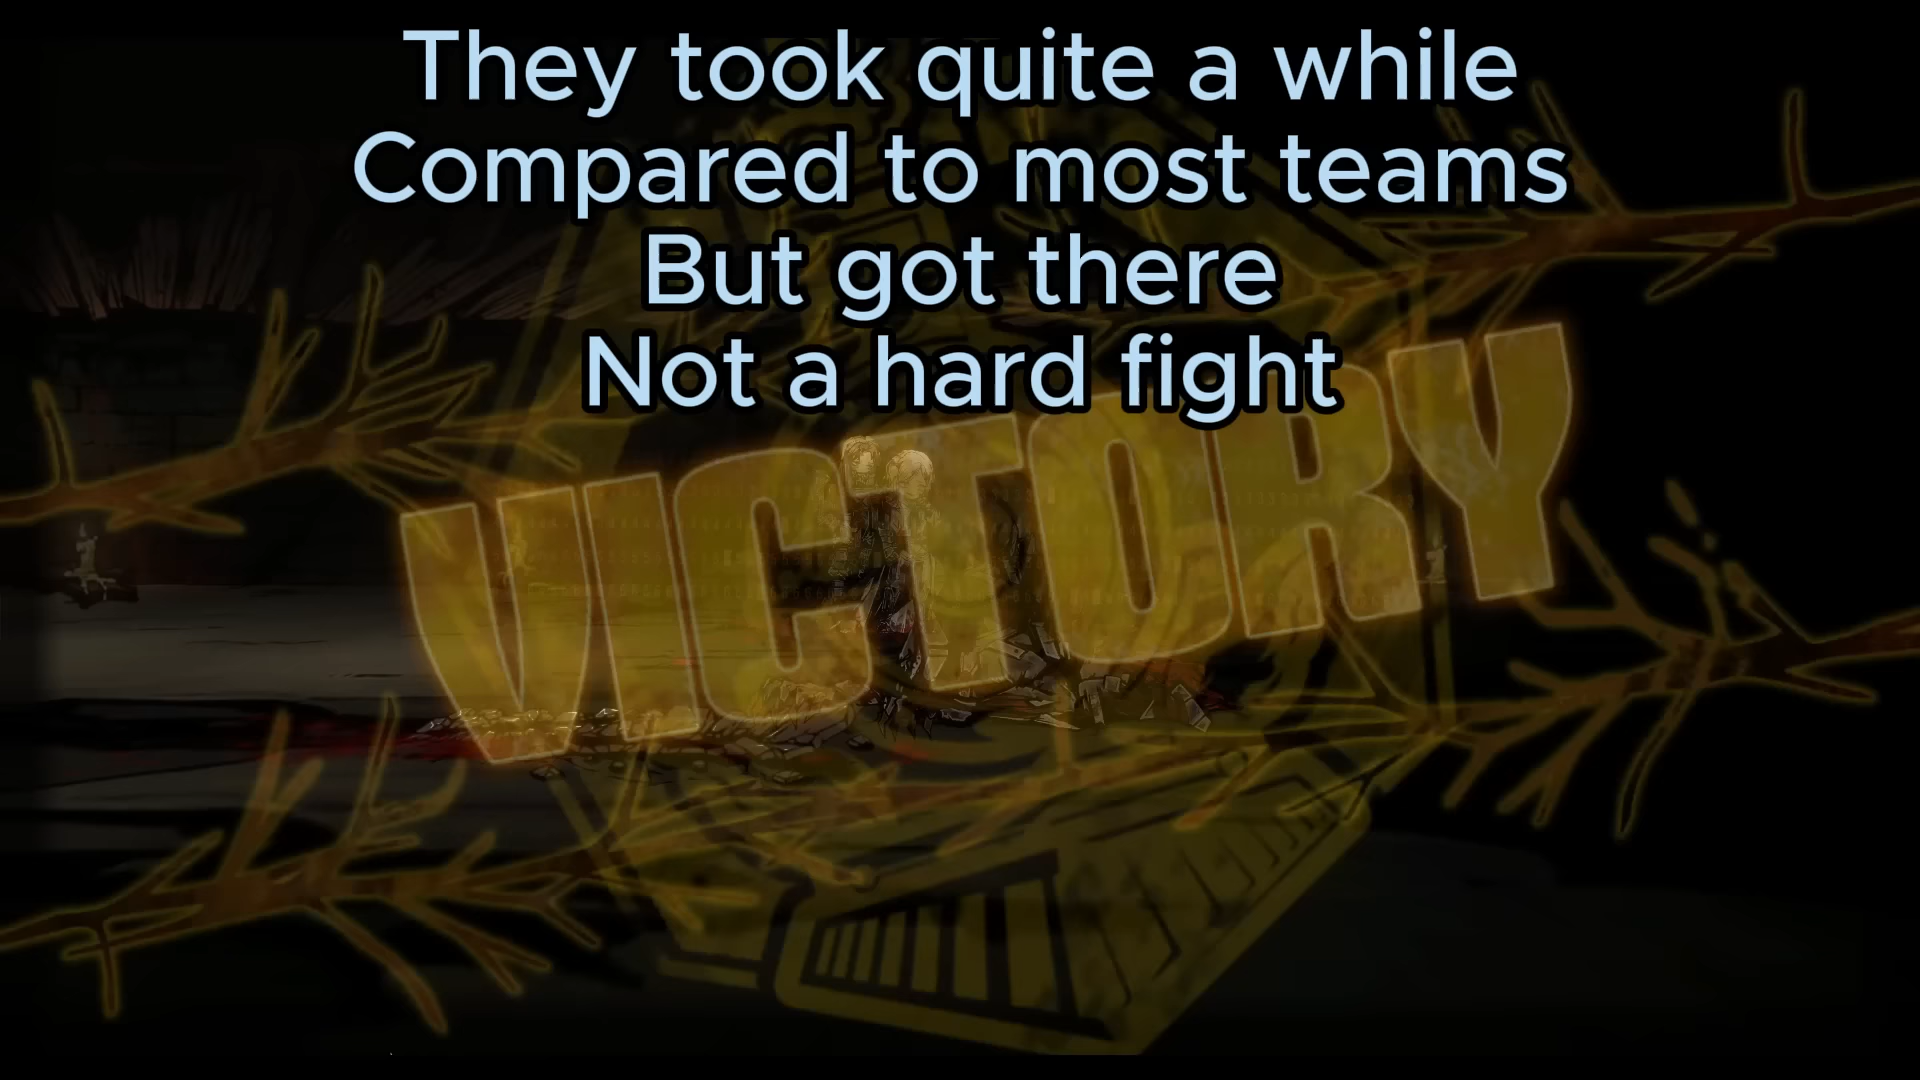 They took quite a while
Compared to most teams
But got there
Not a hard fight
VICTORY